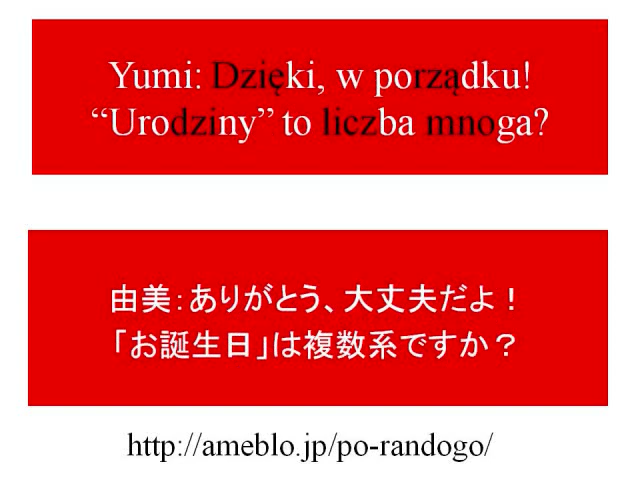 Yumi: Dzięki, w porządku!
“Urodziny” to liczba mnoga?
由美：ありがとう、大丈夫だよ！
「お誕生日」は複数系ですか？
http://ameblo.jp/po-randogo/